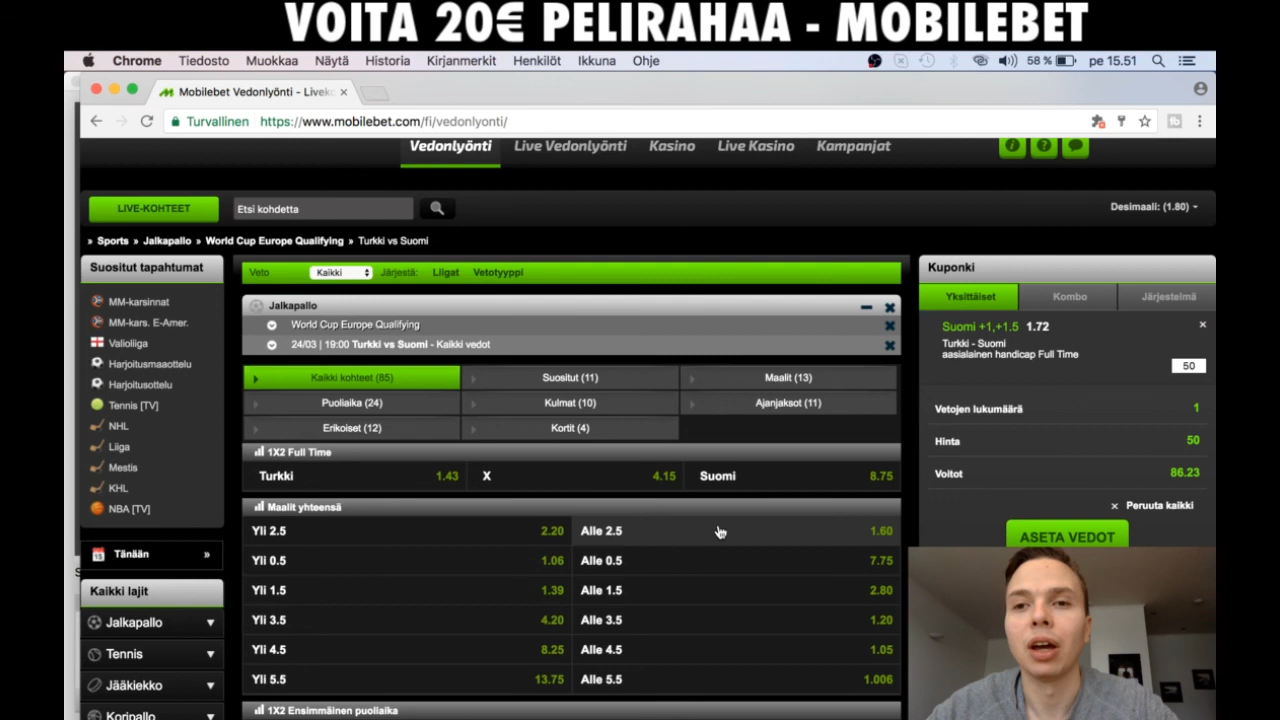 VOITA 20€ PELIRAHAA - MOBILEBET
Chrome Tiedosto Muokkaa Näytä Historia Kirjanmerkit Henkilöt Ikkuna Ohje 58 % pe 15.51
Mobilebet Vedonlyönti - Liveko
Turvallinen https://www.mobilebet.com/fi/vedonlyonti/
Vedonlyönti Live Vedonlyönti Kasino Live Kasino Kampanjat
LIVE-KOHTEET Etsi kohdetta Desimaali: (1.80)
» Sports » Jalkapallo » World Cup Europe Qualifying » Turkki vs Suomi
Suositut tapahtumat
MM-karsinnat
MM-kars. E-Amer.
Valioliiga
Harjoitusmaaottelu
Harjoitusottelu
Tennis [TV]
NHL
Liiga
Mestis
KHL
NBA [TV]
Tänään »
Kaikki lajit
Jalkapallo
Tennis
Jääkiekko
Koripallo
Veto Kaikki Järjestä: Liigat Vetotyyppi
Jalkapallo
World Cup Europe Qualifying
24/03 | 19:00 Turkki vs Suomi - Kaikki vedot
Kaikki kohteet (85) Suositut (11) Maalit (13)
Puoliaika (24) Kulmat (10) Ajanjaksot (11)
Erikoiset (12) Kortit (4)
1X2 Full Time
Turkki 1.43 X 4.15 Suomi 8.75
Maalit yhteensä
Yli 2.5 2.20 Alle 2.5 1.60
Yli 0.5 1.06 Alle 0.5 7.75
Yli 1.5 1.39 Alle 1.5 2.80
Yli 3.5 4.20 Alle 3.5 1.20
Yli 4.5 8.25 Alle 4.5 1.05
Yli 5.5 13.75 Alle 5.5 1.006
1X2 Ensimmäinen puoliaika
Kuponki
Yksittäiset Kombo Järjestelmä
Suomi +1,+1.5 1.72
Turkki - Suomi
aasialainen handicap Full Time
50
Vetojen lukumäärä 1
Hinta 50
Voitot 86.23
× Peruuta kaikki
ASETA VEDOT